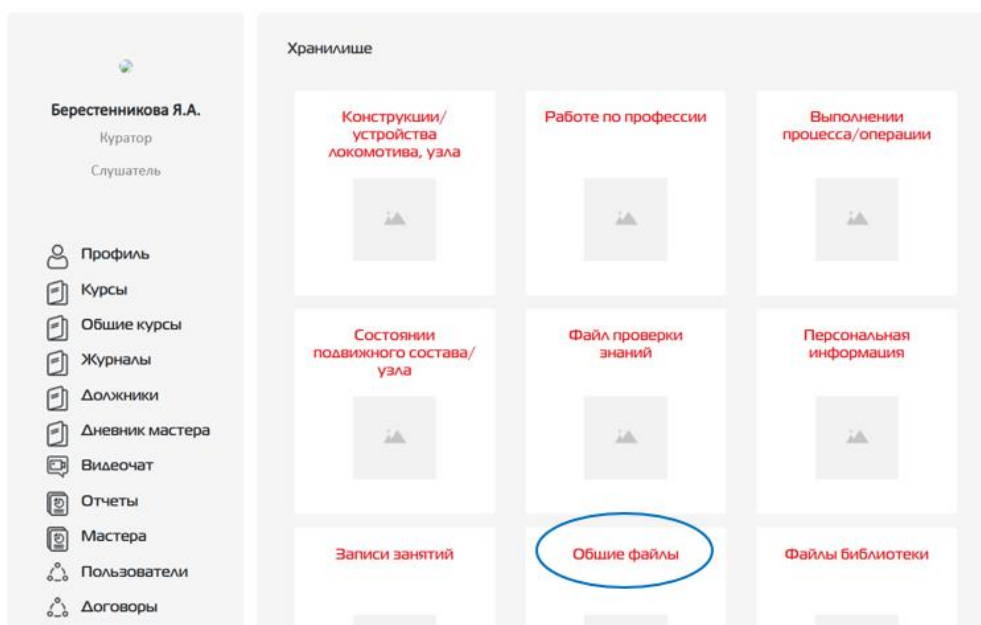 Берестенникова Я.А.
Куратор
Слушатель
Профиль
Курсы
Общие курсы
Журналы
Должники
Дневник мастера
Видеочат
Отчеты
Мастера
Пользователи
Договоры
Хранилище
Конструкции/
устройства
локомотива, узла
Работе по профессии
Выполнении
процесса/операции
Состоянии
подвижного состава/
узла
Файл проверки
знаний
Персональная
информация
Записи занятий
Общие файлы
Файлы библиотеки